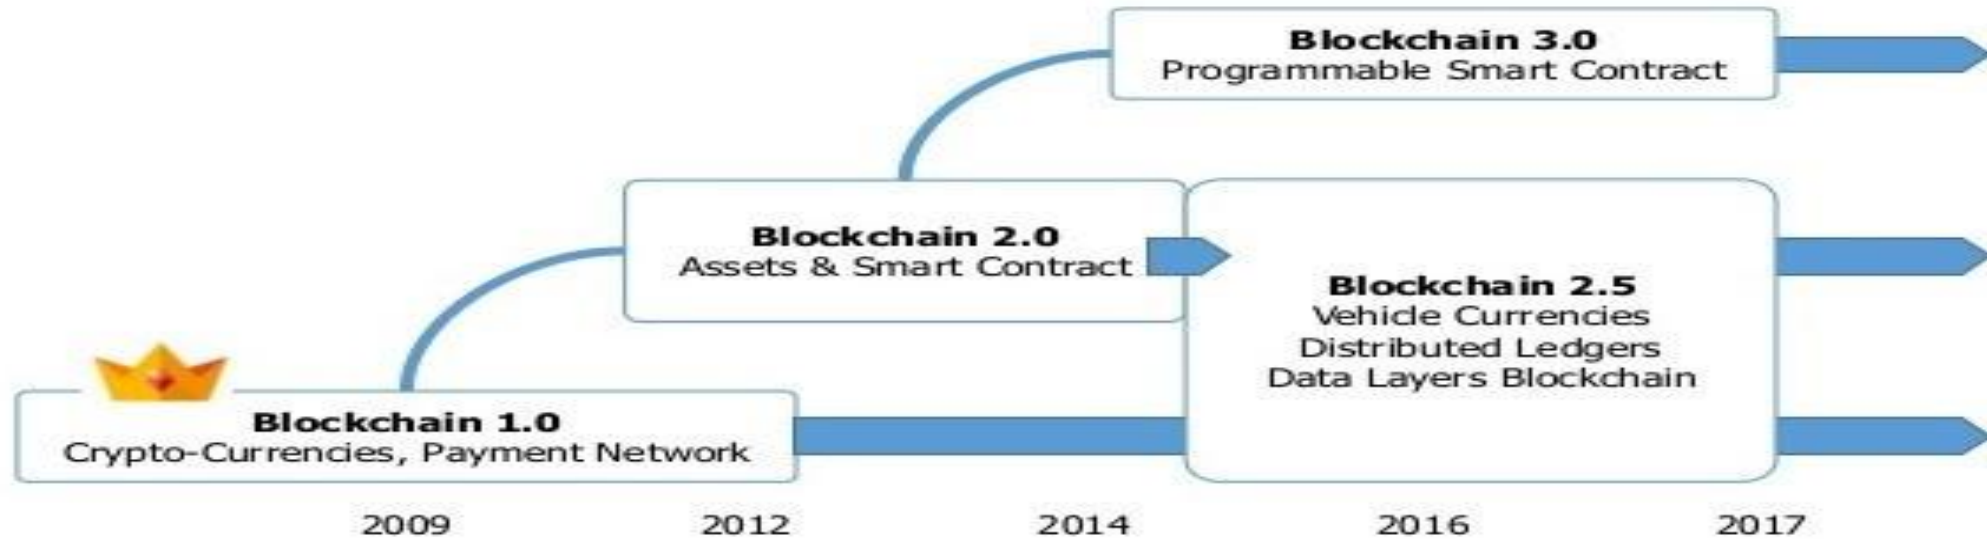 Blockchain 3.0
Programmable Smart Contract
Blockchain 2.0
Assets & Smart Contract
Blockchain 2.5
Vehicle Currencies
Distributed Ledgers
Data Layers Blockchain
Blockchain 1.0
Crypto-Currencies, Payment Network
2009 2012 2014 2016 2017